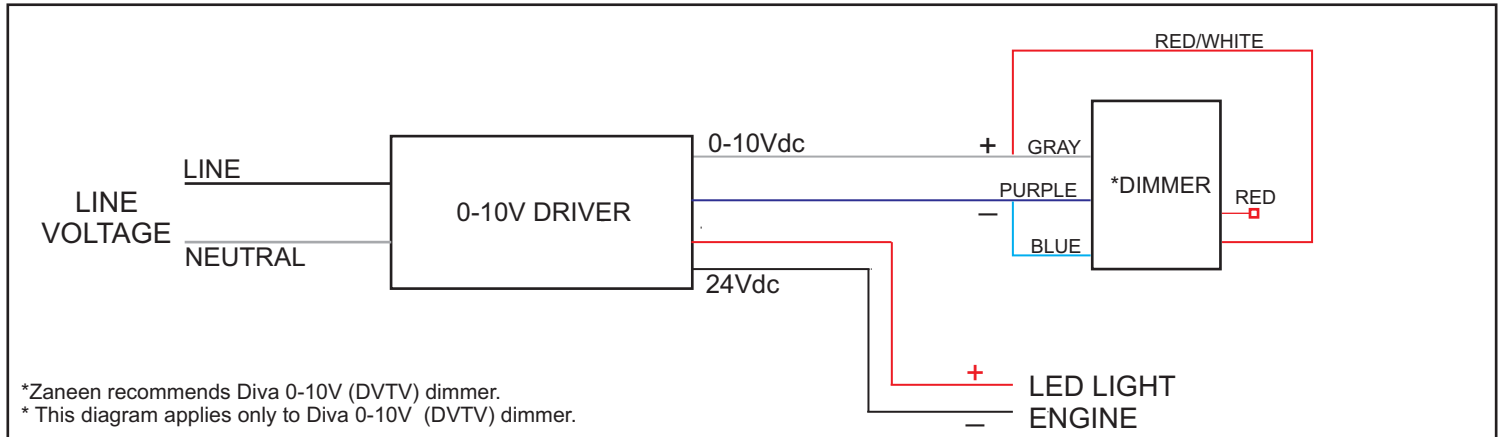 RED/WHITE
0-10Vdc
+ GRAY
LINE
PURPLE
*DIMMER
LINE
VOLTAGE
0-10V DRIVER
RED
—
NEUTRAL
BLUE
24Vdc
+
LED LIGHT
ENGINE
—
*Zaneen recommends Diva 0-10V (DVTV) dimmer.
* This diagram applies only to Diva 0-10V (DVTV) dimmer.